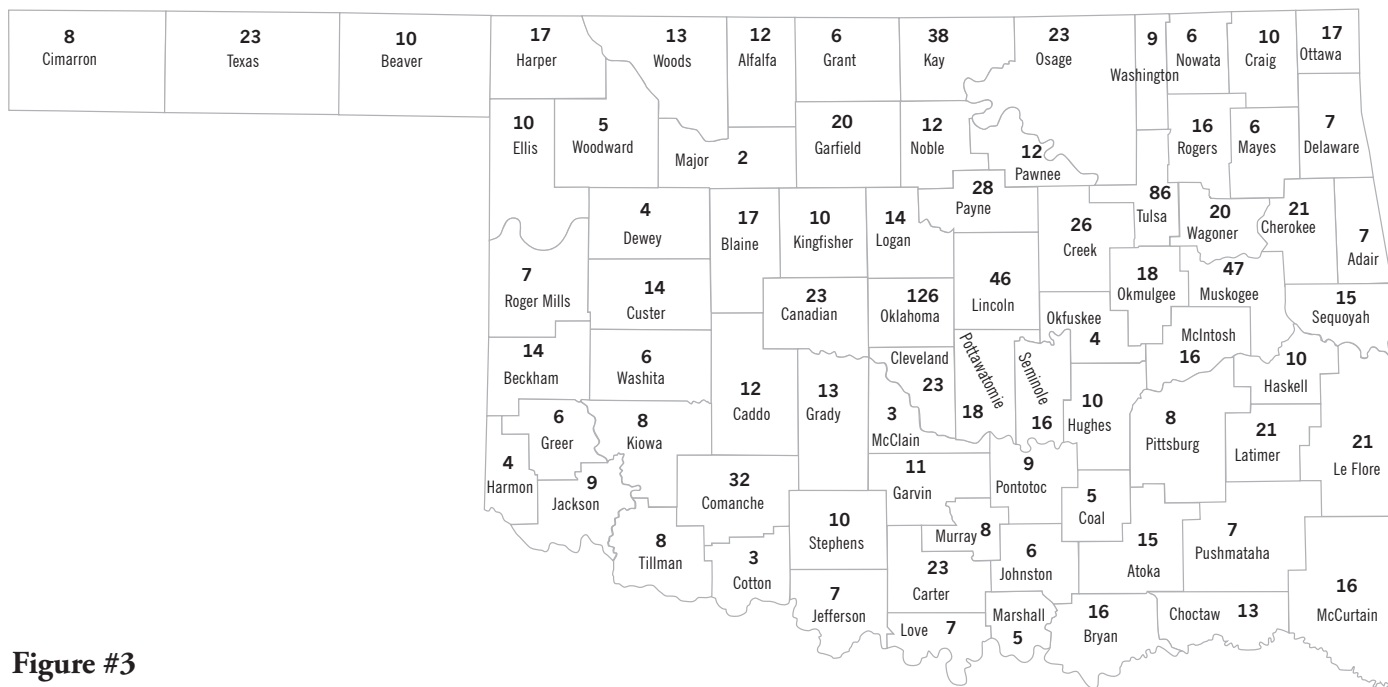 8
Cimarron
23
Texas
10
Beaver
17
Harper
13
Woods
12
Alfalfa
6
Grant
38
Kay
23
Osage
9
Washington
6
Nowata
10
Craig
17
Ottawa
10
Ellis
5
Woodward
Major 2
20
Garfield
12
Noble
12
Pawnee
16
Rogers
6
Mayes
7
Delaware
4
Dewey
17
Blaine
10
Kingfisher
14
Logan
28
Payne
26
Creek
86
Tulsa
20
Wagoner
21
Cherokee
7
Adair
7
Roger Mills
14
Custer
23
Canadian
126
Oklahoma
46
Lincoln
Okfuskee
4
18
Okmulgee
47
Muskogee
McIntosh
16
15
Sequoyah
14
Beckham
6
Washita
12
Caddo
13
Grady
Cleveland
23
3
McClain
Pottawatomie
18
Seminole
16
10
Hughes
8
Pittsburg
10
Haskell
21
Latimer
21
Le Flore
6
Greer
8
Kiowa
4
Harmon
9
Jackson
32
Comanche
11
Garvin
9
Pontotoc
5
Coal
8
Tillman
3
Cotton
10
Stephens
Murray 8
23
Carter
6
Johnston
15
Atoka
7
Pushmataha
7
Jefferson
Love 7
Marshall
5
16
Bryan
Choctaw 13
16
McCurtain
Figure #3